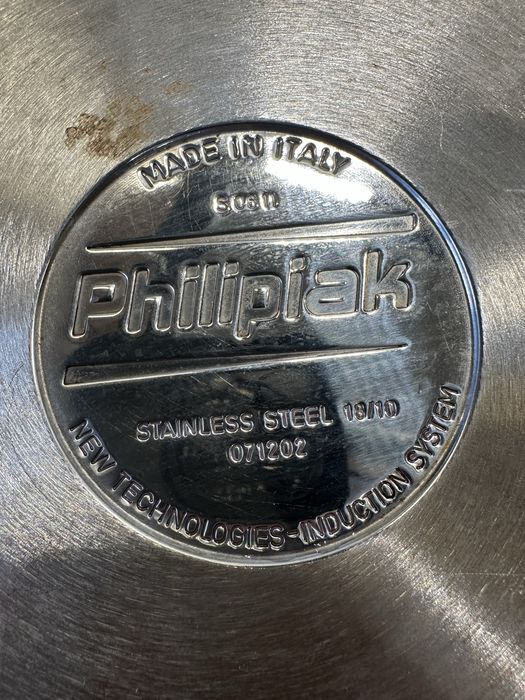 MADE IN ITALY
Philipiak
STAINLESS STEEL 18/10
071202
NEW TECHNOLOGIES-INDUCTION SYSTEM